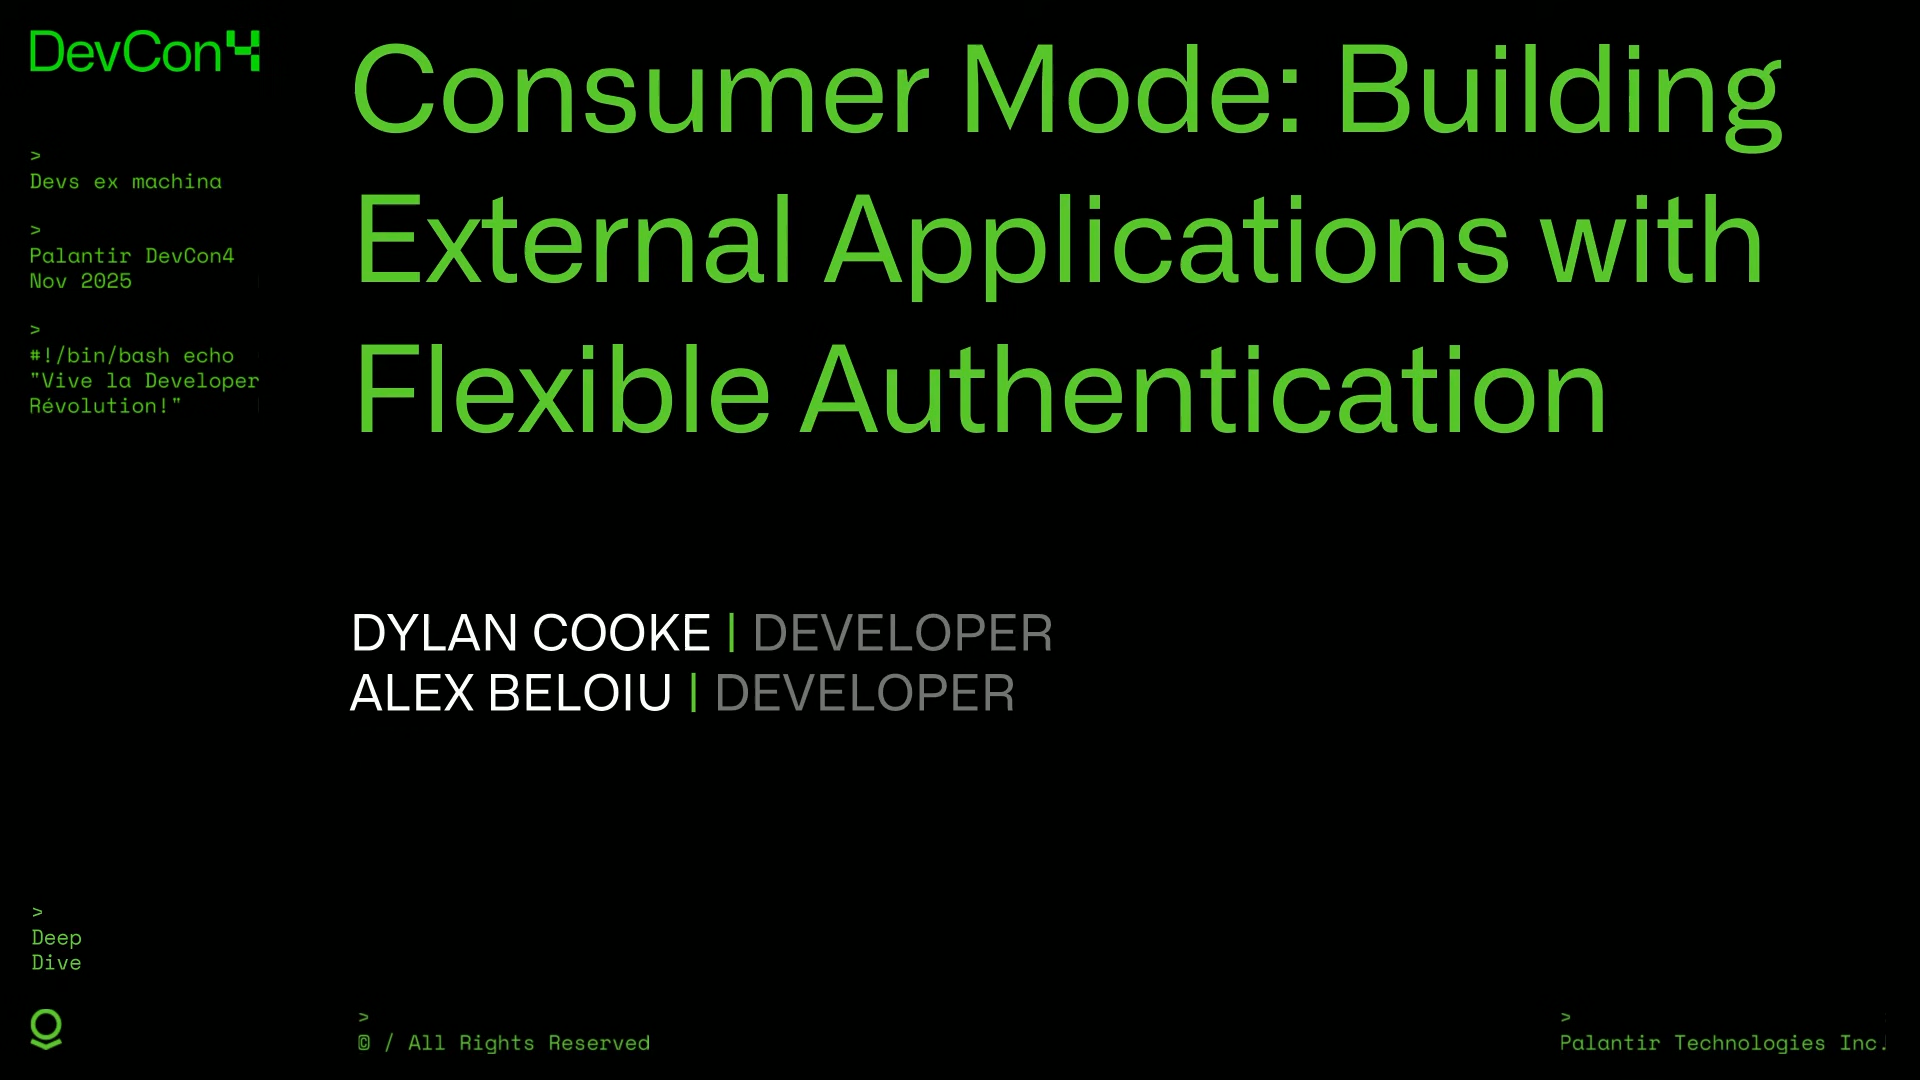 DevCon4
>
Devs ex machina
>
Palantir DevCon4
Nov 2025
>
#!/bin/bash echo
"Vive la Developer
Révolution!"
Consumer Mode: Building
External Applications with
Flexible Authentication
DYLAN COOKE | DEVELOPER
ALEX BELOIU | DEVELOPER
>
Deep
Dive
>
© / All Rights Reserved
>
Palantir Technologies Inc.